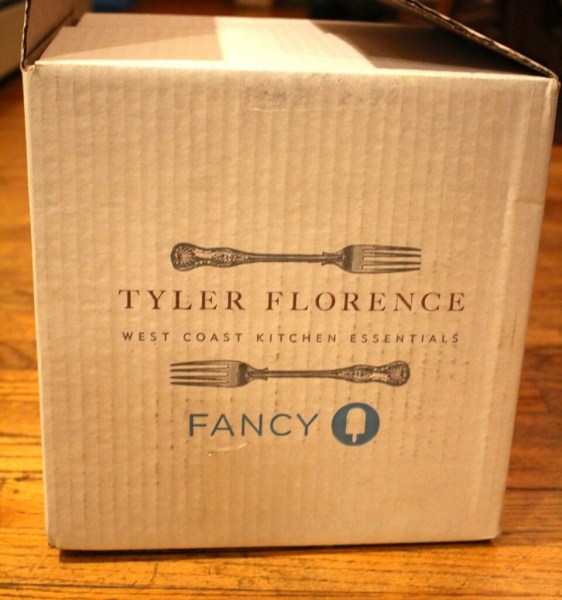 TYLER FLORENCE
WEST COAST KITCHEN ESSENTIALS
FANCY